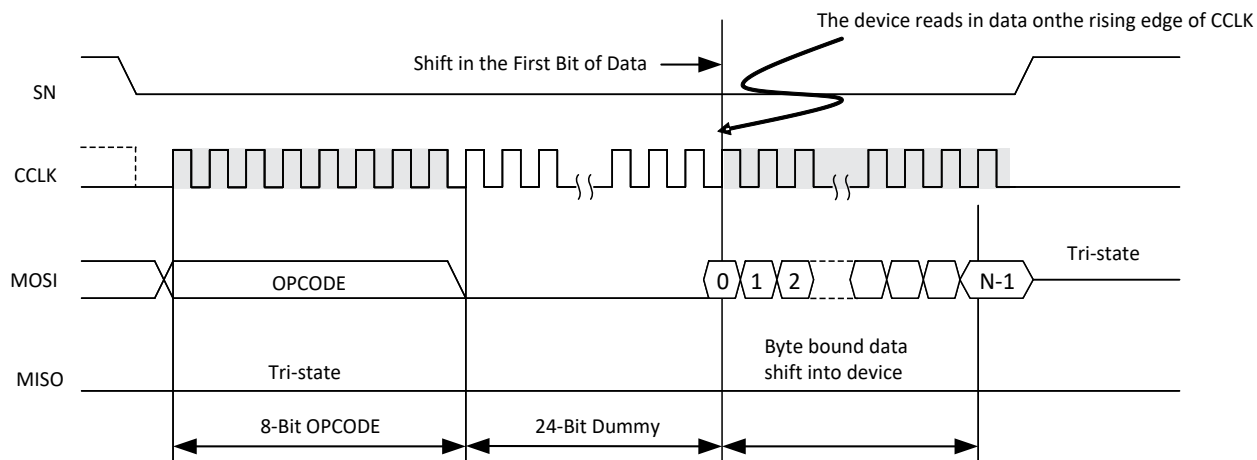 The device reads in data onthe rising edge of CCLK
Shift in the First Bit of Data
SN
CCLK
Tri-state
MOSI
OPCODE
0
1
2
N-1
Byte bound data
shift into device
MISO
Tri-state
8-Bit OPCODE
24-Bit Dummy